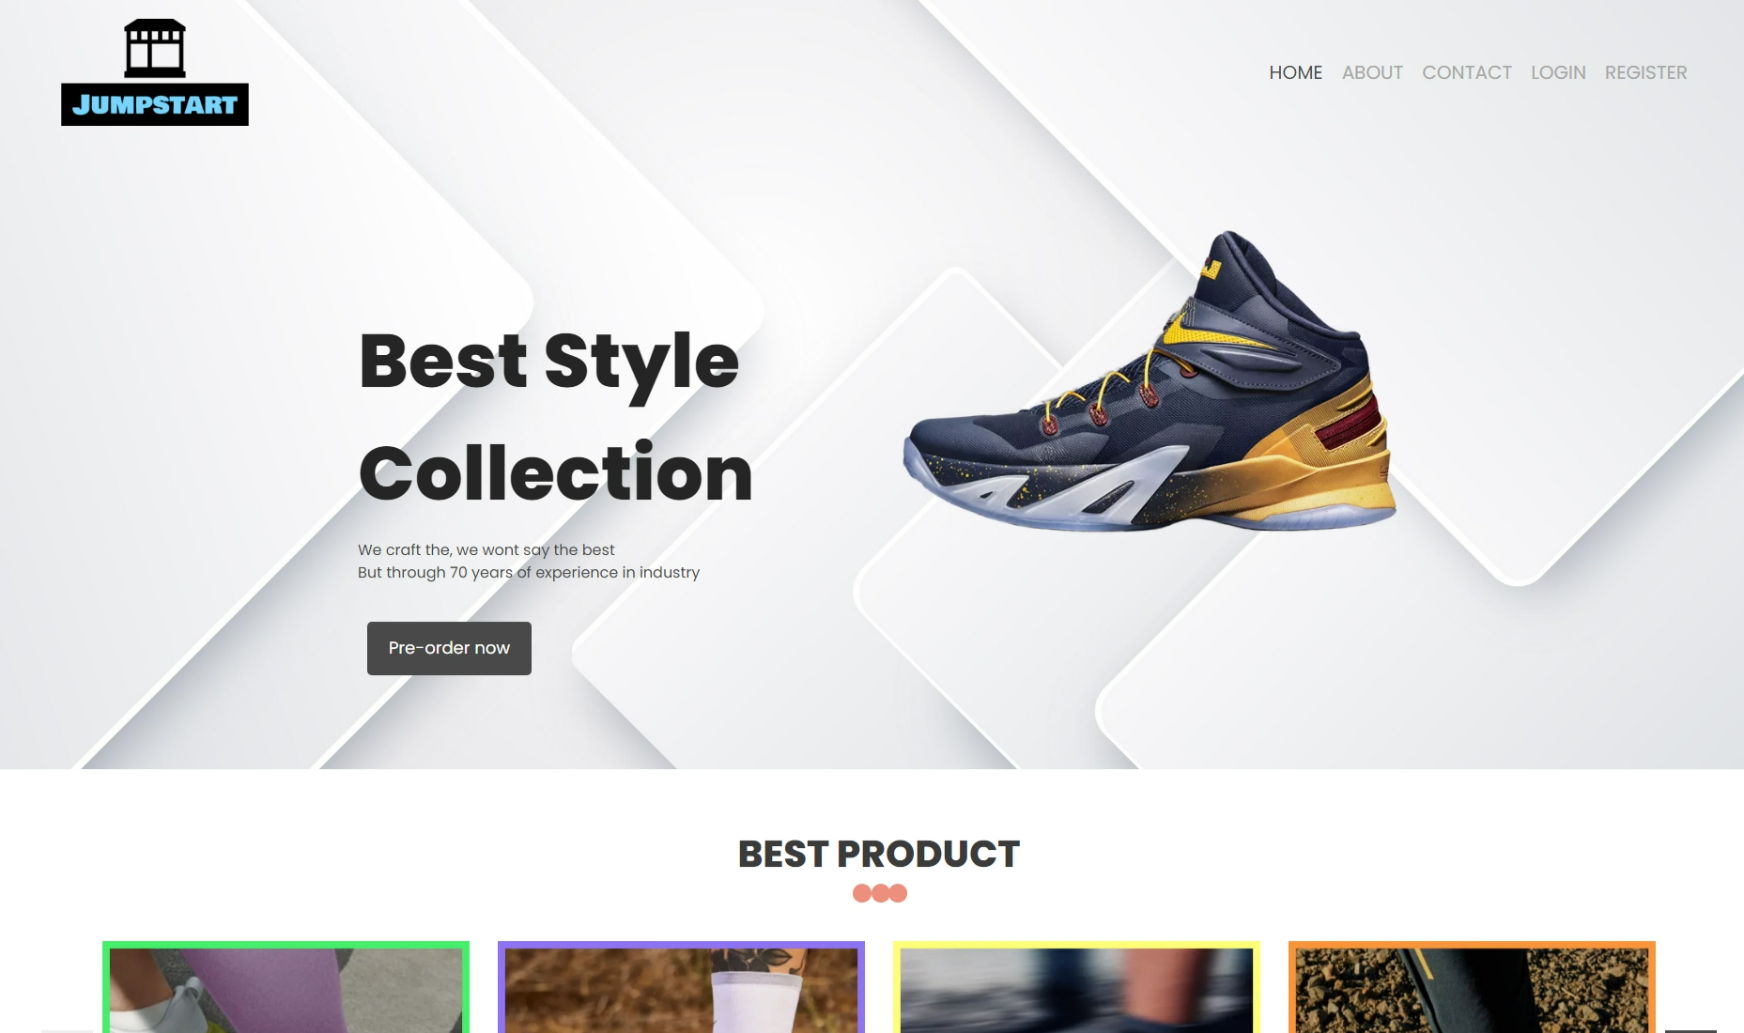 JUMPSTART
HOME ABOUT CONTACT LOGIN REGISTER
Best Style
Collection
We craft the, we wont say the best
But through 70 years of experience in industry
Pre-order now
BEST PRODUCT